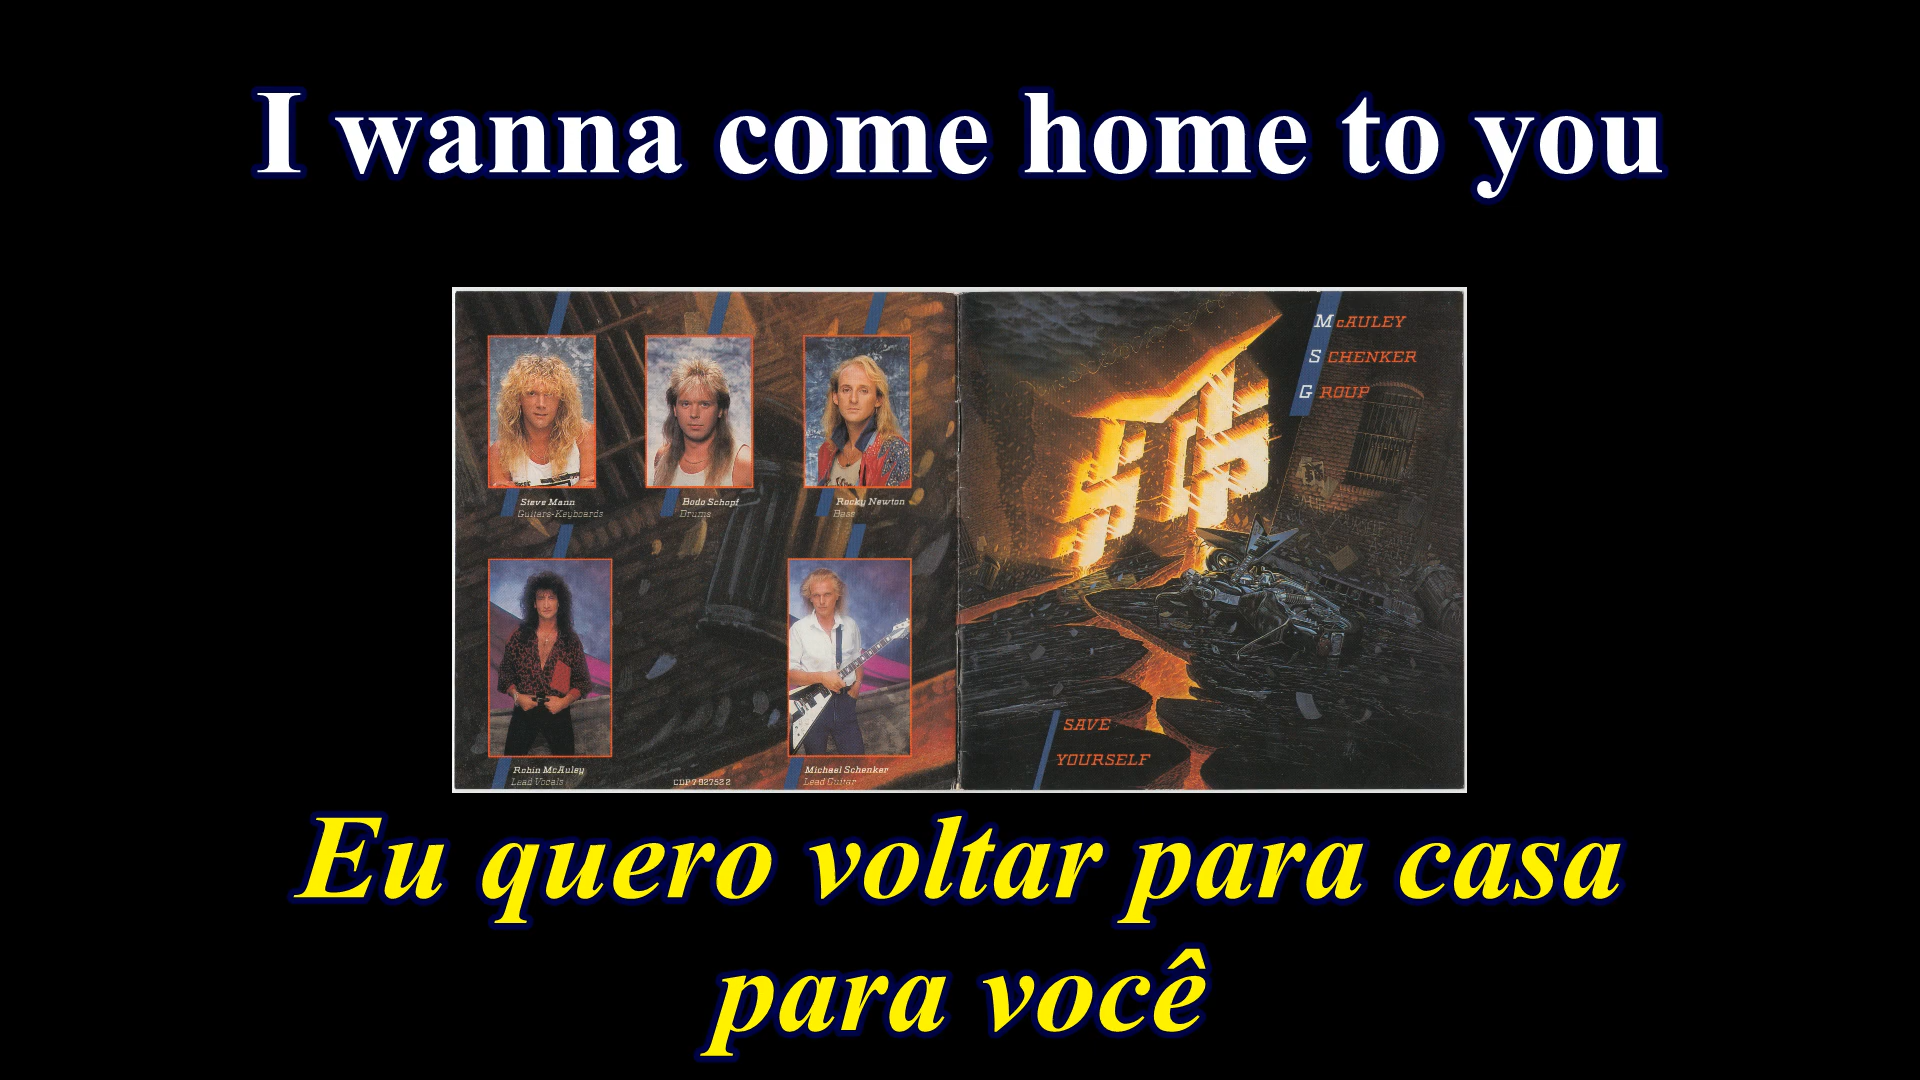 I wanna come home to you
McAULEY
SCHENKER
GROUP
Steve Mann
Guitars-Keyboards
Bodo Schopf
Drums
Rocky Newton
Bass
Robin McAuley
Lead Vocals
CDP 7 92752 2
Michael Schenker
Lead Guitar
SAVE
YOURSELF
Eu quero voltar para casa
para você